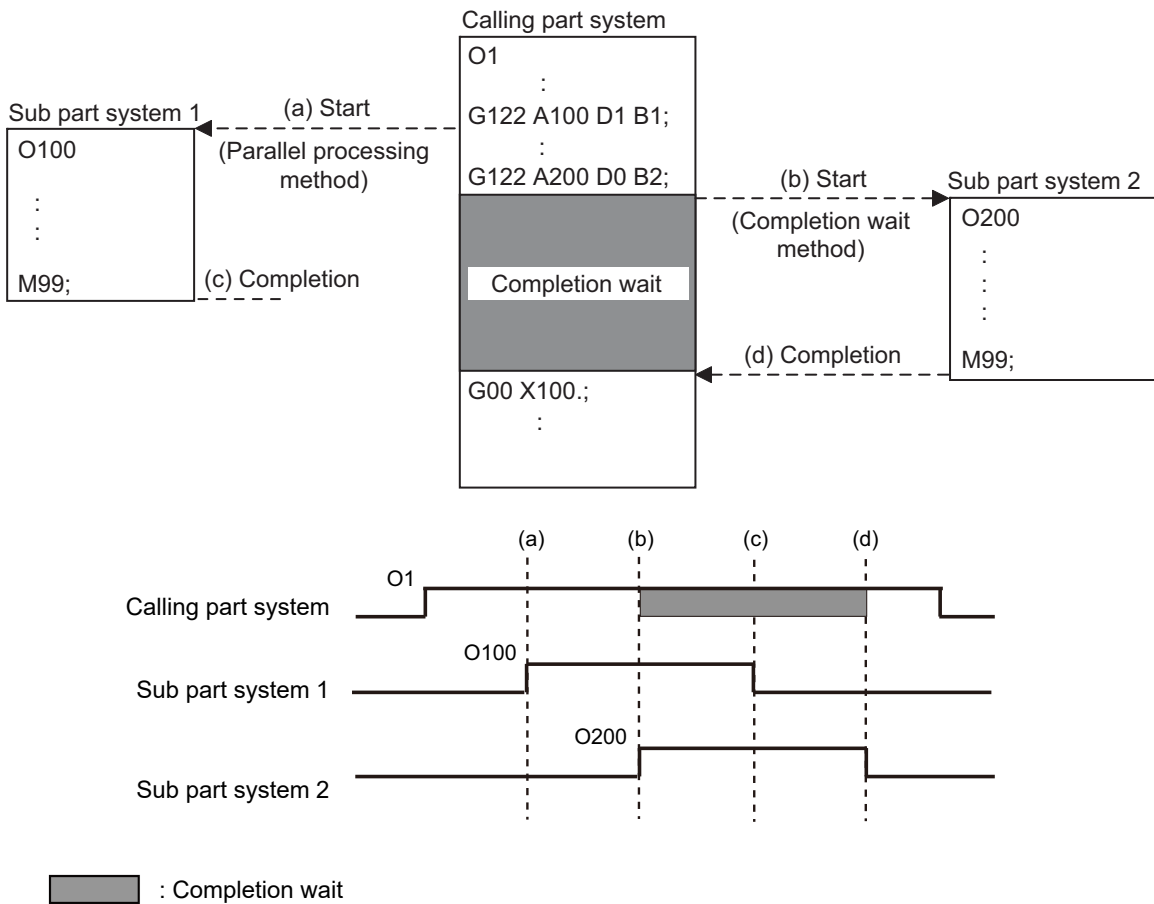 Calling part system
O1
:
G122 A100 D1 B1;
:
G122 A200 D0 B2;
Completion wait
G00 X100.;
:
Sub part system 1
O100
:
:
M99;
(a) Start
(Parallel processing
method)
(c) Completion
(b) Start
(Completion wait
method)
(d) Completion
Sub part system 2
O200
:
:
:
M99;
(a)
(b)
(c)
(d)
O1
Calling part system
O100
Sub part system 1
O200
Sub part system 2
: Completion wait